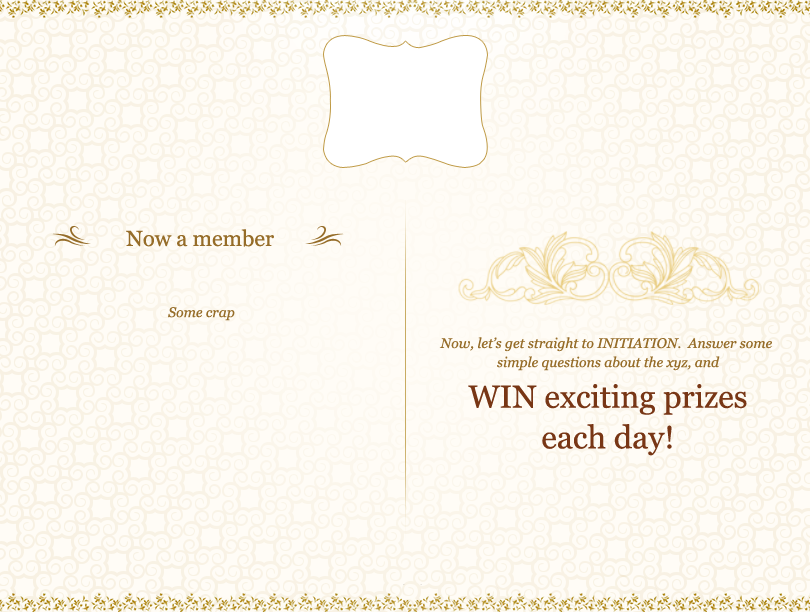 Now a member
Some crap
Now, let’s get straight to INITIATION.  Answer some
simple questions about the xyz, and
WIN exciting prizes
each day!